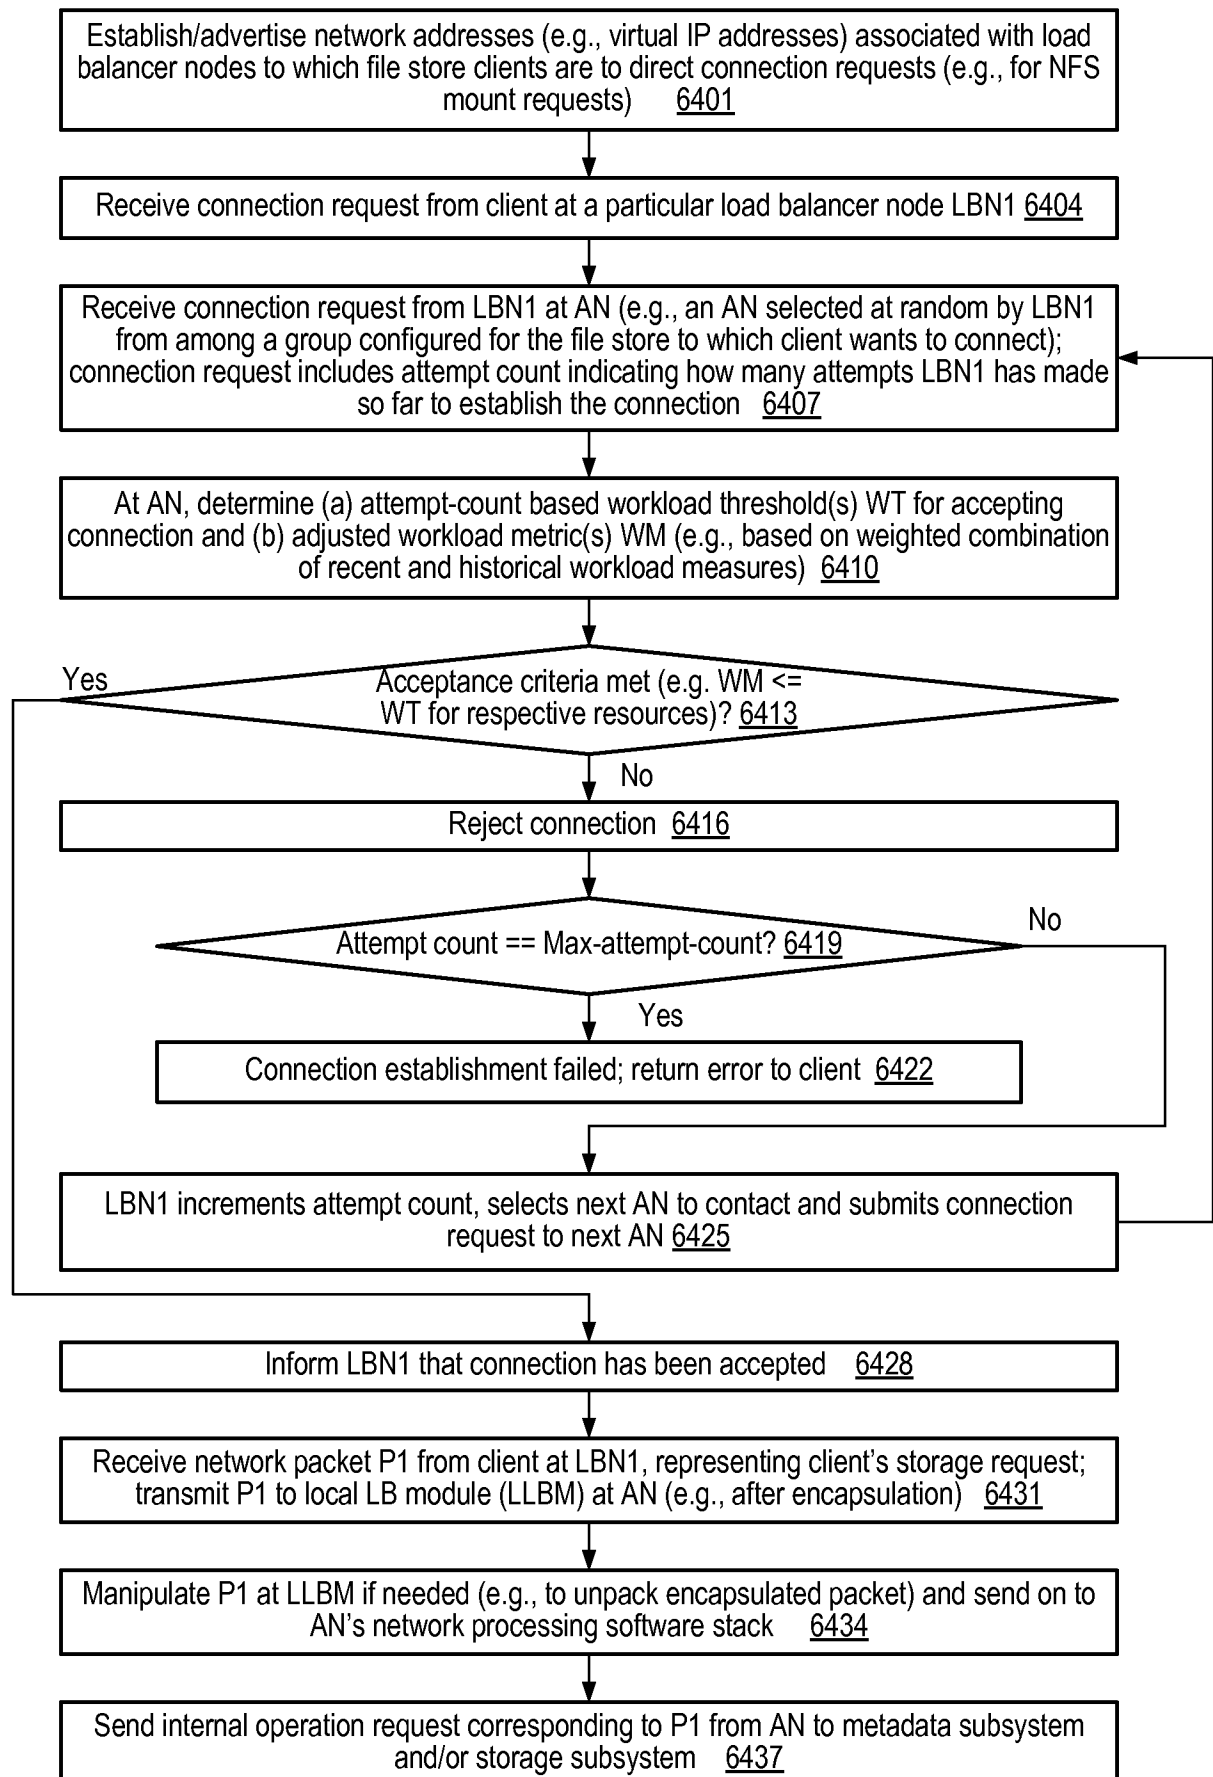 Establish/advertise network addresses (e.g., virtual IP addresses) associated with load
balancer nodes to which file store clients are to direct connection requests (e.g., for NFS
mount requests) 6401
Receive connection request from client at a particular load balancer node LBN1 6404
Receive connection request from LBN1 at AN (e.g., an AN selected at random by LBN1
from among a group configured for the file store to which client wants to connect);
connection request includes attempt count indicating how many attempts LBN1 has made
so far to establish the connection 6407
At AN, determine (a) attempt-count based workload threshold(s) WT for accepting
connection and (b) adjusted workload metric(s) WM (e.g., based on weighted combination
of recent and historical workload measures) 6410
Yes
Acceptance criteria met (e.g. WM <=
WT for respective resources)? 6413
No
Reject connection 6416
No
Attempt count == Max-attempt-count? 6419
Yes
Connection establishment failed; return error to client 6422
LBN1 increments attempt count, selects next AN to contact and submits connection
request to next AN 6425
Inform LBN1 that connection has been accepted 6428
Receive network packet P1 from client at LBN1, representing client's storage request;
transmit P1 to local LB module (LLBM) at AN (e.g., after encapsulation) 6431
Manipulate P1 at LLBM if needed (e.g., to unpack encapsulated packet) and send on to
AN's network processing software stack 6434
Send internal operation request corresponding to P1 from AN to metadata subsystem
and/or storage subsystem 6437